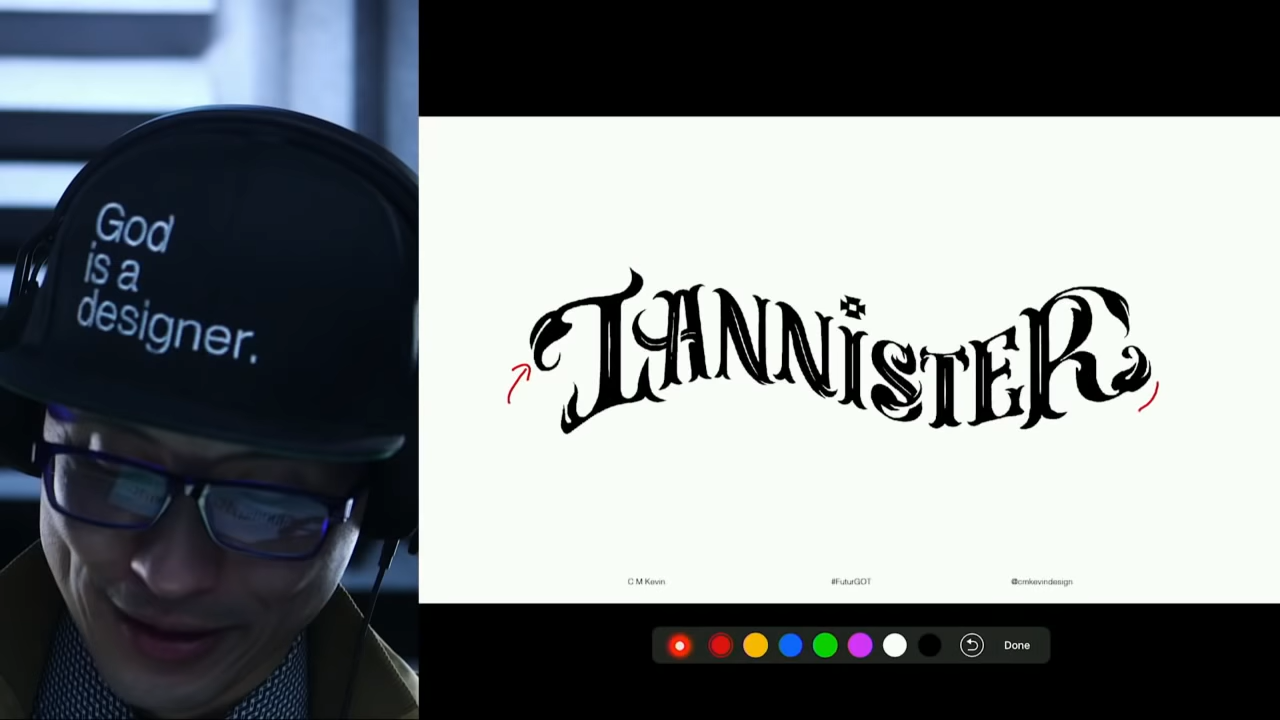 God
is a
designer.
LANNISTER
C M Kevin
#FuturGOT
@cmkevindesign
Done